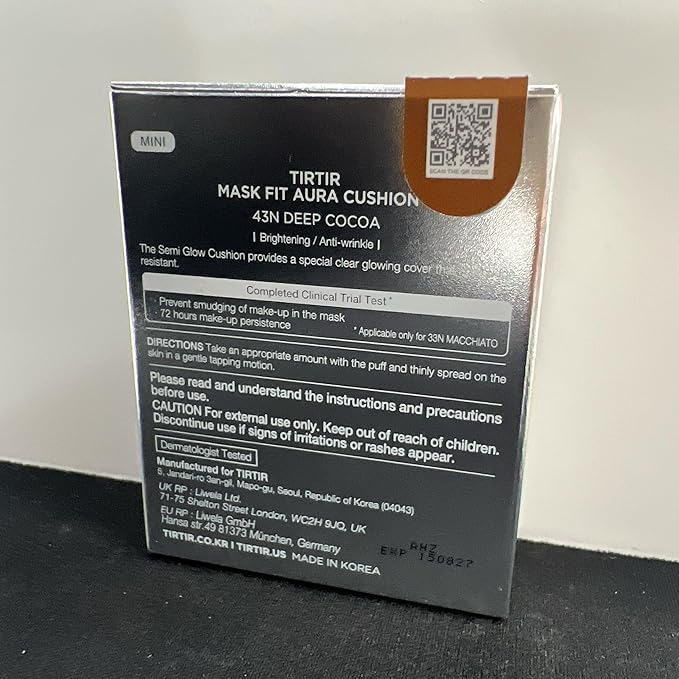 SCAN THE QR CODE
MINI
TIRTIR
MASK FIT AURA CUSHION
43N DEEP COCOA
I Brightening / Anti-wrinkle I
The Semi Glow Cushion provides a special clear glowing cover
resistant.
Completed Clinical Trial Test*
· Prevent smudging of make-up in the mask
· 72 hours make-up persistence
* Applicable only for 33N MACCHIATO
DIRECTIONS Take an appropriate amount with the puff and thinly spread on the
skin in a gentle tapping motion.
Please read and understand the instructions and precautions
before use.
CAUTION For external use only. Keep out of reach of children.
Discontinue use if signs of irritations or rashes appear.
Dermatologist Tested
Manufactured for TIRTIR
5, Jandari-ro 3an-gil, Mapo-gu, Seoul, Republic of Korea (04043)
UK RP : Liwela Ltd.
71-75 Shelton Street London, WC2H 9JQ, UK
EU RP : Liwela GmbH
Hansa str.49 81373 München, Germany
TIRTIR.CO.KR I TIRTIR.US MADE IN KOREA
AHZ
EXP 150827